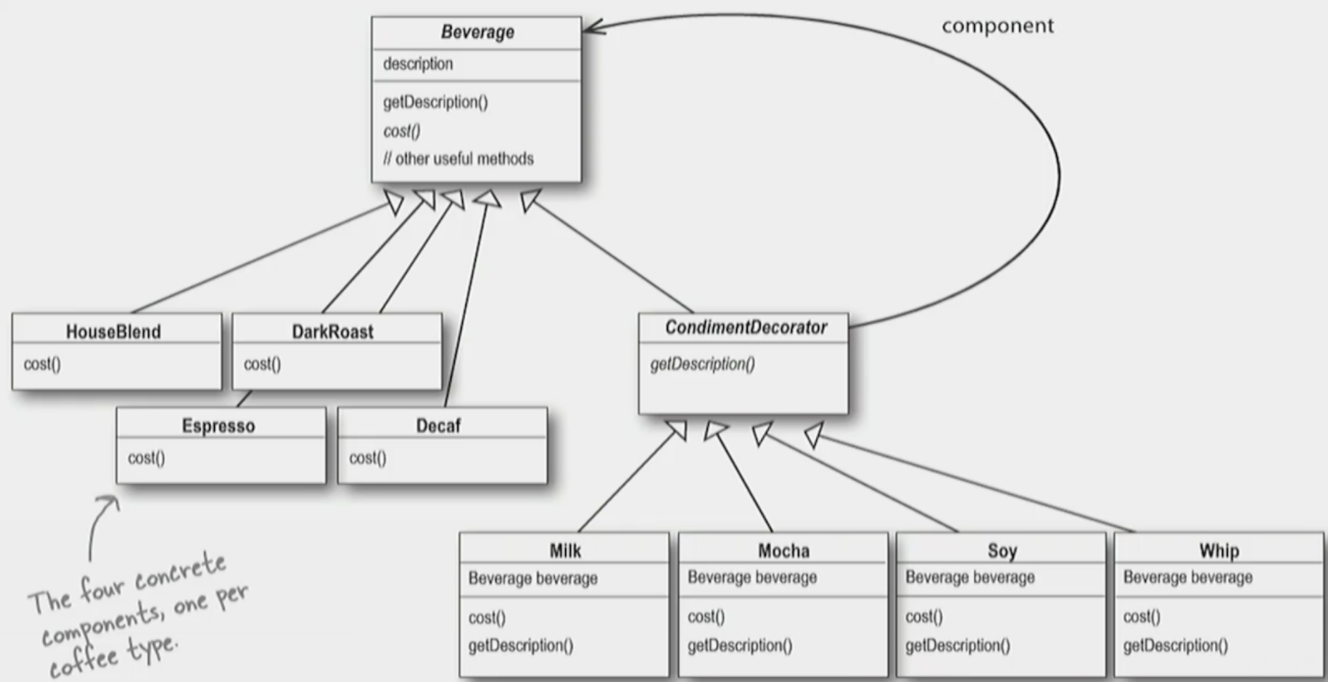 component
Beverage
description
getDescription()
cost()
// other useful methods
HouseBlend
cost()
DarkRoast
cost()
CondimentDecorator
getDescription()
Espresso
cost()
Decaf
cost()
The four concrete
components, one per
coffee type.
Milk
Beverage beverage
cost()
getDescription()
Mocha
Beverage beverage
cost()
getDescription()
Soy
Beverage beverage
cost()
getDescription()
Whip
Beverage beverage
cost()
getDescription()